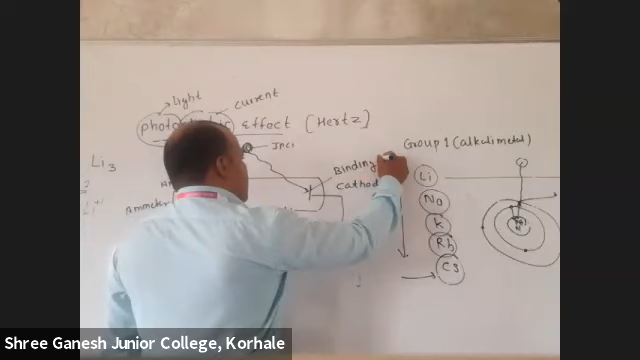 Light
current
photo effect [Hertz]
Inci
Group 1 (alkali metal)
Li3
Binding
cathod
Li
Ammeter
Na
K
Rb
Cs
Shree Ganesh Junior College, Korhale